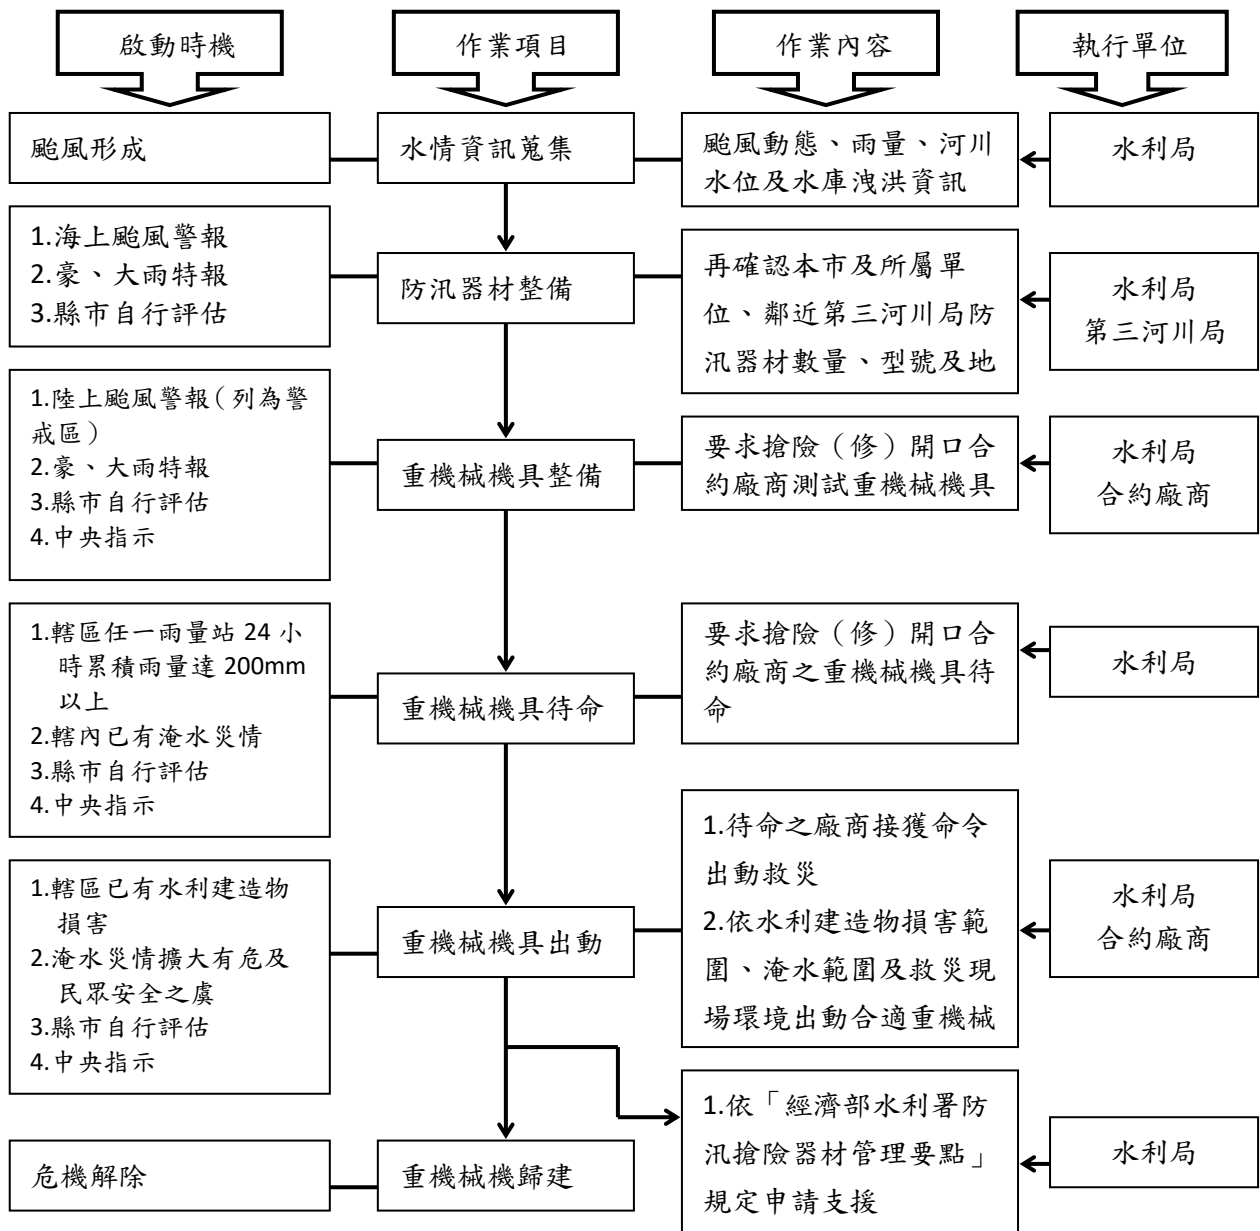 啟動時機
作業項目
作業內容
執行單位
颱風形成
水情資訊蒐集
颱風動態、雨量、河川
水位及水庫洩洪資訊
水利局
1.海上颱風警報
2.豪、大雨特報
3.縣市自行評估
防汛器材整備
再確認本市及所屬單
位、鄰近第三河川局防
汛器材數量、型號及地
水利局
第三河川局
1.陸上颱風警報（列為警
戒區）
2.豪、大雨特報
3.縣市自行評估
4.中央指示
重機械機具整備
要求搶險（修）開口合
約廠商測試重機械機具
水利局
合約廠商
1.轄區任一雨量站 24 小
時累積雨量達 200mm
以上
2.轄內已有淹水災情
3.縣市自行評估
4.中央指示
重機械機具待命
要求搶險（修）開口合
約廠商之重機械機具待
命
水利局
1.轄區已有水利建造物
損害
2.淹水災情擴大有危及
民眾安全之虞
3.縣市自行評估
4.中央指示
重機械機具出動
1.待命之廠商接獲命令
出動救災
2.依水利建造物損害範
圍、淹水範圍及救災現
場環境出動合適重機械
水利局
合約廠商
危機解除
重機械機歸建
1.依「經濟部水利署防
汛搶險器材管理要點」
規定申請支援
水利局